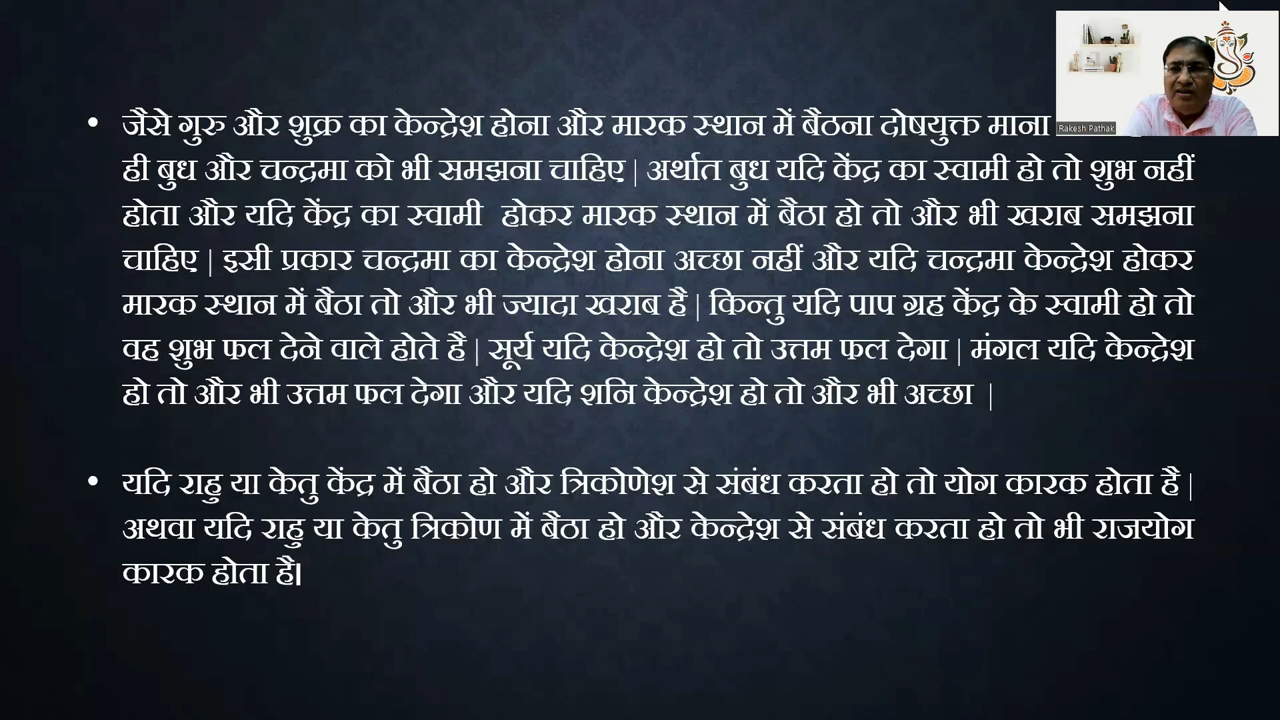 Rakesh Pathak
• जैसे गुरु और शुक्र का केन्द्रेश होना और मारक स्थान में बैठना दोषयुक्त माना
ही बुध और चन्द्रमा को भी समझना चाहिए | अर्थात बुध यदि केंद्र का स्वामी हो तो शुभ नहीं
होता और यदि केंद्र का स्वामी होकर मारक स्थान में बैठा हो तो और भी खराब समझना
चाहिए | इसी प्रकार चन्द्रमा का केन्द्रेश होना अच्छा नहीं और यदि चन्द्रमा केन्द्रेश होकर
मारक स्थान में बैठा तो और भी ज्यादा खराब है | किन्तु यदि पाप ग्रह केंद्र के स्वामी हो तो
वह शुभ फल देने वाले होते है | सूर्य यदि केन्द्रेश हो तो उत्तम फल देगा | मंगल यदि केन्द्रेश
हो तो और भी उत्तम फल देगा और यदि शनि केन्द्रेश हो तो और भी अच्छा |
• यदि राहु या केतु केंद्र में बैठा हो और त्रिकोणेश से संबंध करता हो तो योग कारक होता है |
अथवा यदि राहु या केतु त्रिकोण में बैठा हो और केन्द्रेश से संबंध करता हो तो भी राजयोग
कारक होता है।